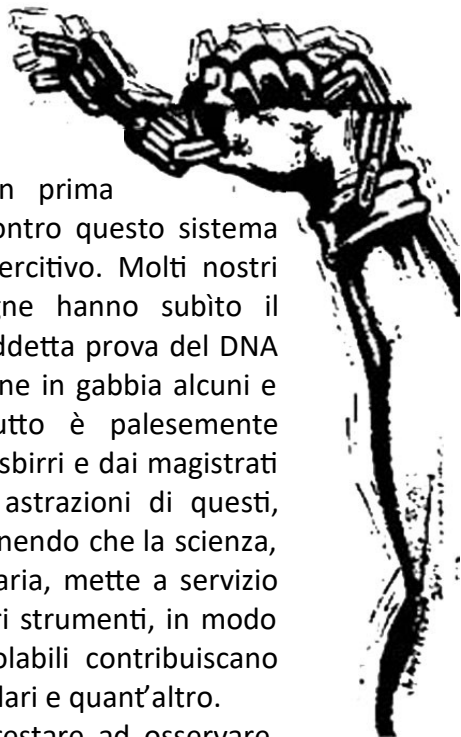 n prima
ontro questo sistema
ercitivo. Molti nostri
gne hanno subìto il
ddetta prova del DNA
ne in gabbia alcuni e
utto è palesemente
sbirri e dai magistrati
astrazioni di questi,
nendo che la scienza,
aria, mette a servizio
ri strumenti, in modo
olabili contribuiscano
lari e quant'altro.
restare ad osservare